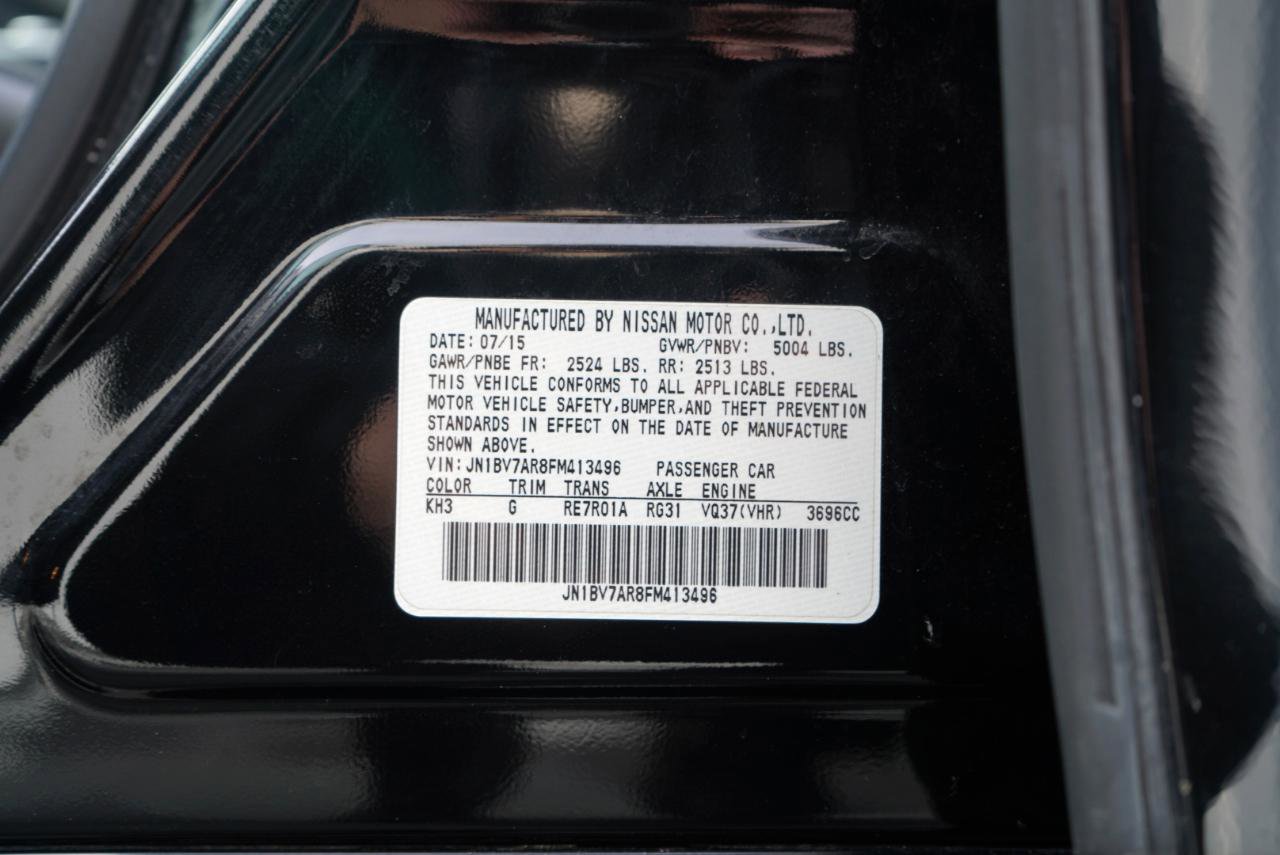 MANUFACTURED BY NISSAN MOTOR CO.,LTD.
DATE: 07/15 GVWR/PNBV: 5004 LBS.
GAWR/PNBE FR: 2524 LBS. RR: 2513 LBS.
THIS VEHICLE CONFORMS TO ALL APPLICABLE FEDERAL
MOTOR VEHICLE SAFETY,BUMPER,AND THEFT PREVENTION
STANDARDS IN EFFECT ON THE DATE OF MANUFACTURE
SHOWN ABOVE.
VIN: JN1BV7AR8FM413496 PASSENGER CAR
COLOR TRIM TRANS AXLE ENGINE
KH3 G RE7R01A RG31 VQ37(VHR) 3696CC
JN1BV7AR8FM413496